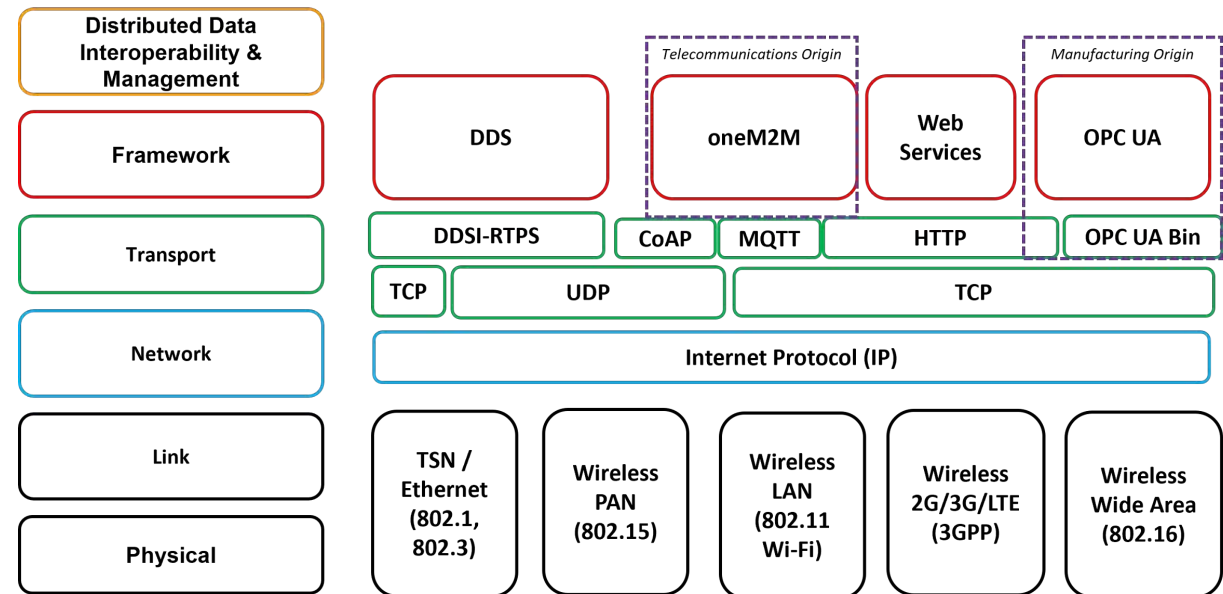 Distributed Data
Interoperability &
Management
Telecommunications Origin
Manufacturing Origin
Framework
DDS
oneM2M
Web
Services
OPC UA
Transport
DDSI-RTPS
CoAP
MQTT
HTTP
OPC UA Bin
TCP
UDP
TCP
Network
Internet Protocol (IP)
Link
Physical
TSN /
Ethernet
(802.1,
802.3)
Wireless
PAN
(802.15)
Wireless
LAN
(802.11
Wi-Fi)
Wireless
2G/3G/LTE
(3GPP)
Wireless
Wide Area
(802.16)